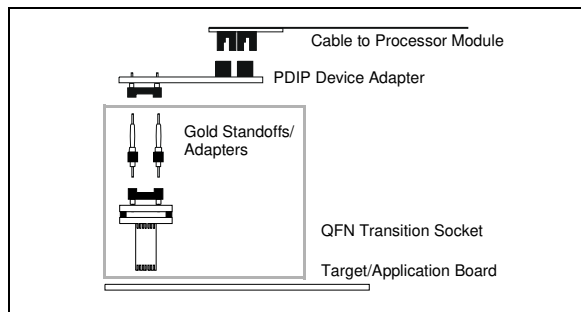 Cable to Processor Module
PDIP Device Adapter
Gold Standoffs/
Adapters
QFN Transition Socket
Target/Application Board